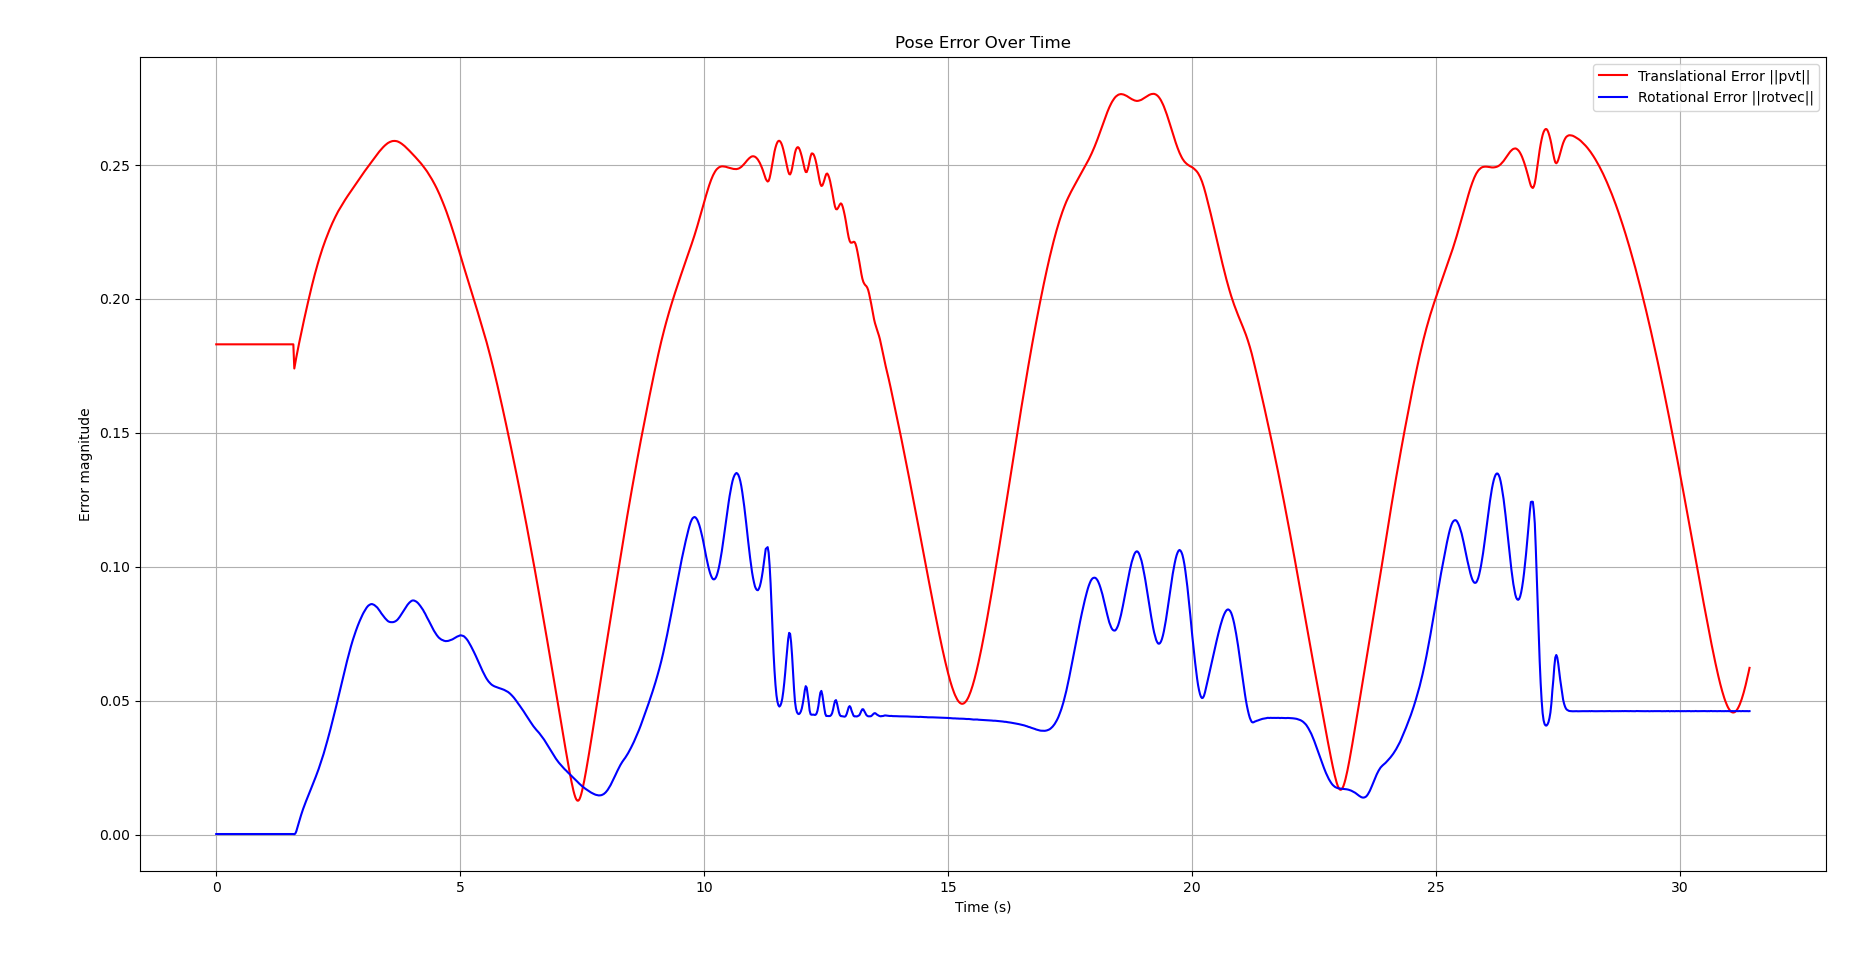 Pose Error Over Time
Translational Error ||pvt||
Rotational Error ||rotvec||
Error magnitude
0.25
0.20
0.15
0.10
0.05
0.00
0 5 10 15 20 25 30
Time (s)